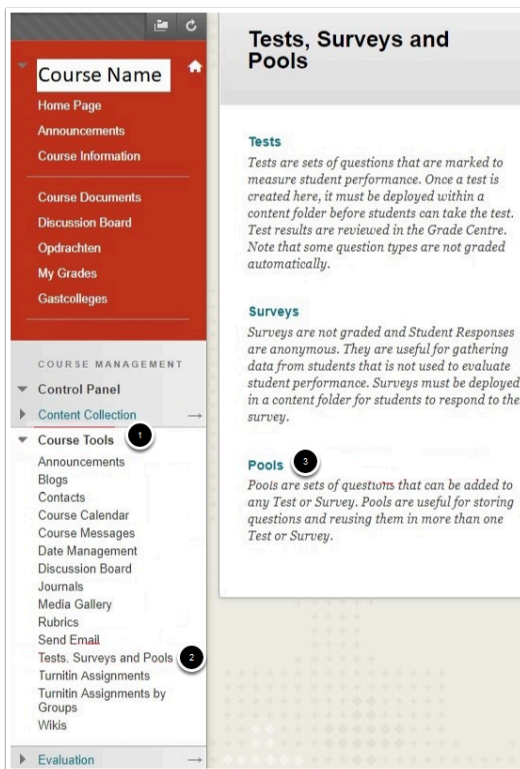 Course Name
Home Page
Announcements
Course Information
Course Documents
Discussion Board
Opdrachten
My Grades
Gastcolleges
COURSE MANAGEMENT
Control Panel
Content Collection
Course Tools 1
Announcements
Blogs
Contacts
Course Calendar
Course Messages
Date Management
Discussion Board
Journals
Media Gallery
Rubrics
Send Email
Tests, Surveys and Pools 2
Turnitin Assignments
Turnitin Assignments by
Groups
Wikis
Evaluation
Tests, Surveys and
Pools
Tests
Tests are sets of questions that are marked to
measure student performance. Once a test is
created here, it must be deployed within a
content folder before students can take the test.
Test results are reviewed in the Grade Centre.
Note that some question types are not graded
automatically.
Surveys
Surveys are not graded and Student Responses
are anonymous. They are useful for gathering
data from students that is not used to evaluate
student performance. Surveys must be deployed
in a content folder for students to respond to the
survey.
Pools 3
Pools are sets of questions that can be added to
any Test or Survey. Pools are useful for storing
questions and reusing them in more than one
Test or Survey.